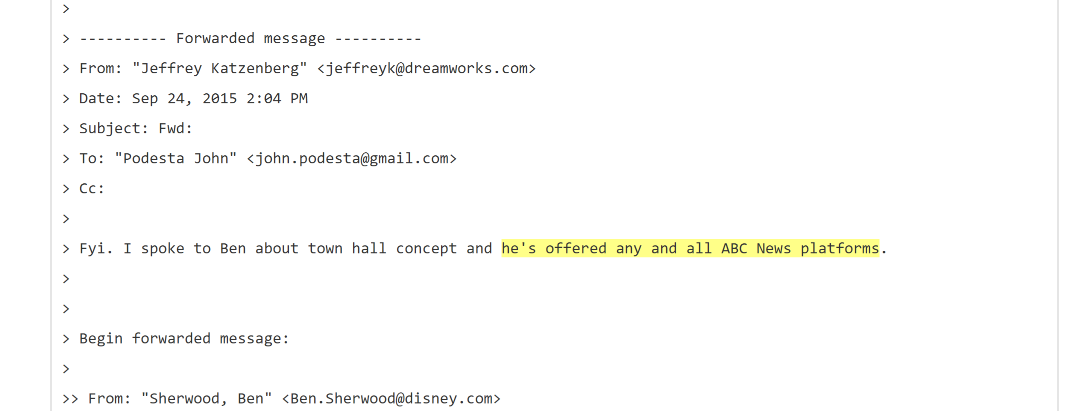 >
> ---------- Forwarded message ----------
> From: "Jeffrey Katzenberg" <jeffreyk@dreamworks.com>
> Date: Sep 24, 2015 2:04 PM
> Subject: Fwd:
> To: "Podesta John" <john.podesta@gmail.com>
> Cc:
>
> Fyi. I spoke to Ben about town hall concept and he's offered any and all ABC News platforms.
>
>
> Begin forwarded message:
>
>> From: "Sherwood, Ben" <Ben.Sherwood@disney.com>